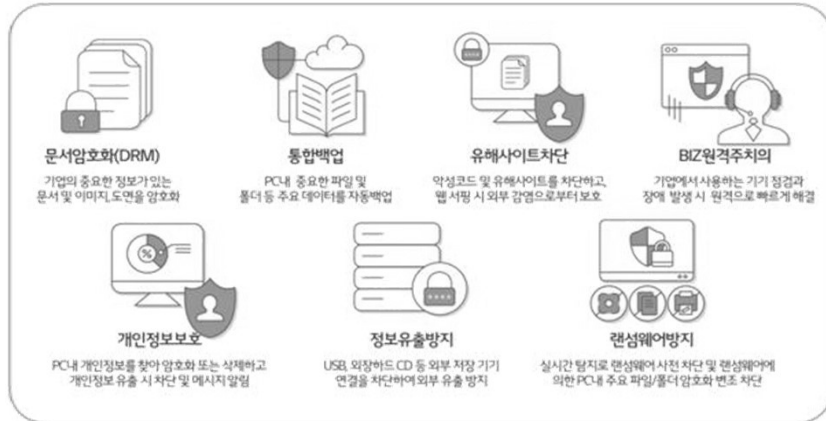 문서암호화(DRM)
기업의 중요한 정보가 있는
문서 및 이미지,도면을 암호화
통합백업
PC내 중요한 파일 및
폴더 등 주요 데이터를 자동백업
유해사이트차단
악성코드 및 유해사이트를 차단하고,
웹 서핑 시 외부 감염으로부터 보호
BIZ원격주치의
기업에서 사용하는 기기 점검과
장애 발생 시 원격으로 빠르게 해결
%
개인정보보호
PC내 개인정보를 찾아 암호화 또는 삭제하고
개인정보 유출 시 차단 및 메시지 알림
정보유출방지
USB, 외장하드 CD 등 외부 저장 기기
연결을 차단하여 외부 유출 방지
랜섬웨어방지
실시간 탐지로 랜섬웨어 사전 차단 및 랜섬웨어에
의한 PC내 주요 파일/폴더 암호화 변조 차단